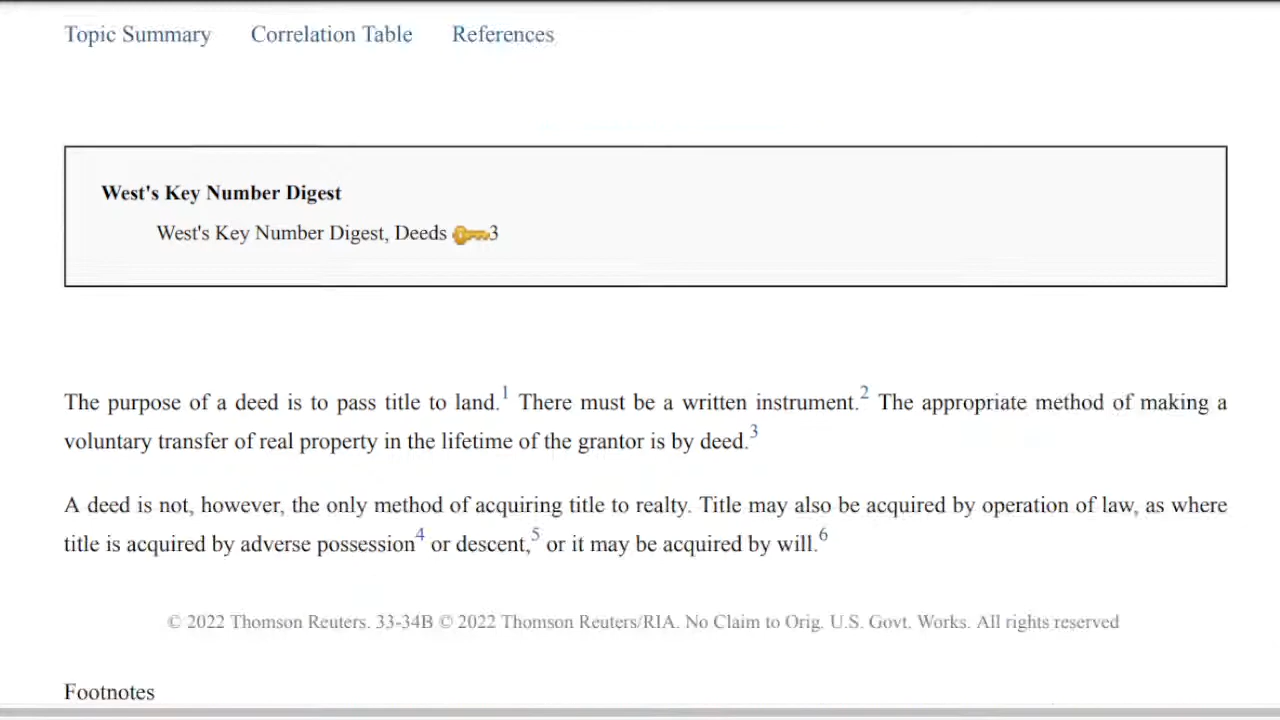 Topic Summary Correlation Table References
West's Key Number Digest
West's Key Number Digest, Deeds 3
The purpose of a deed is to pass title to land.1 There must be a written instrument.2 The appropriate method of making a
voluntary transfer of real property in the lifetime of the grantor is by deed.3
A deed is not, however, the only method of acquiring title to realty. Title may also be acquired by operation of law, as where
title is acquired by adverse possession4 or descent,5 or it may be acquired by will.6
© 2022 Thomson Reuters. 33-34B © 2022 Thomson Reuters/RIA. No Claim to Orig. U.S. Govt. Works. All rights reserved
Footnotes